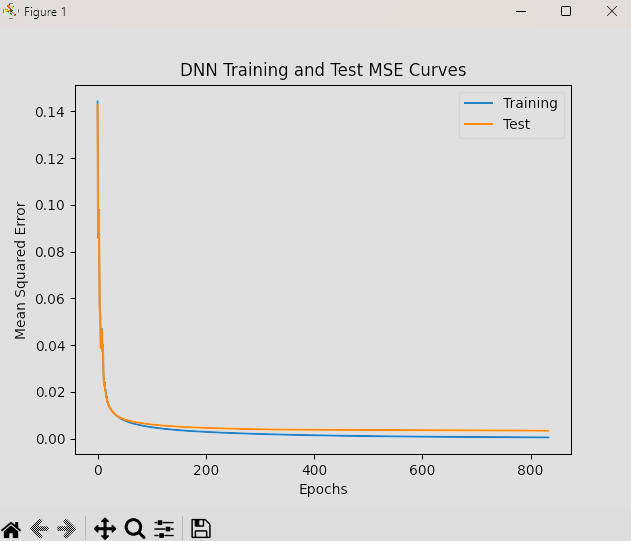 Figure 1
DNN Training and Test MSE Curves
Training
Test
0.14
0.12
0.10
0.08
0.06
0.04
0.02
0.00
Mean Squared Error
0 200 400 600 800
Epochs